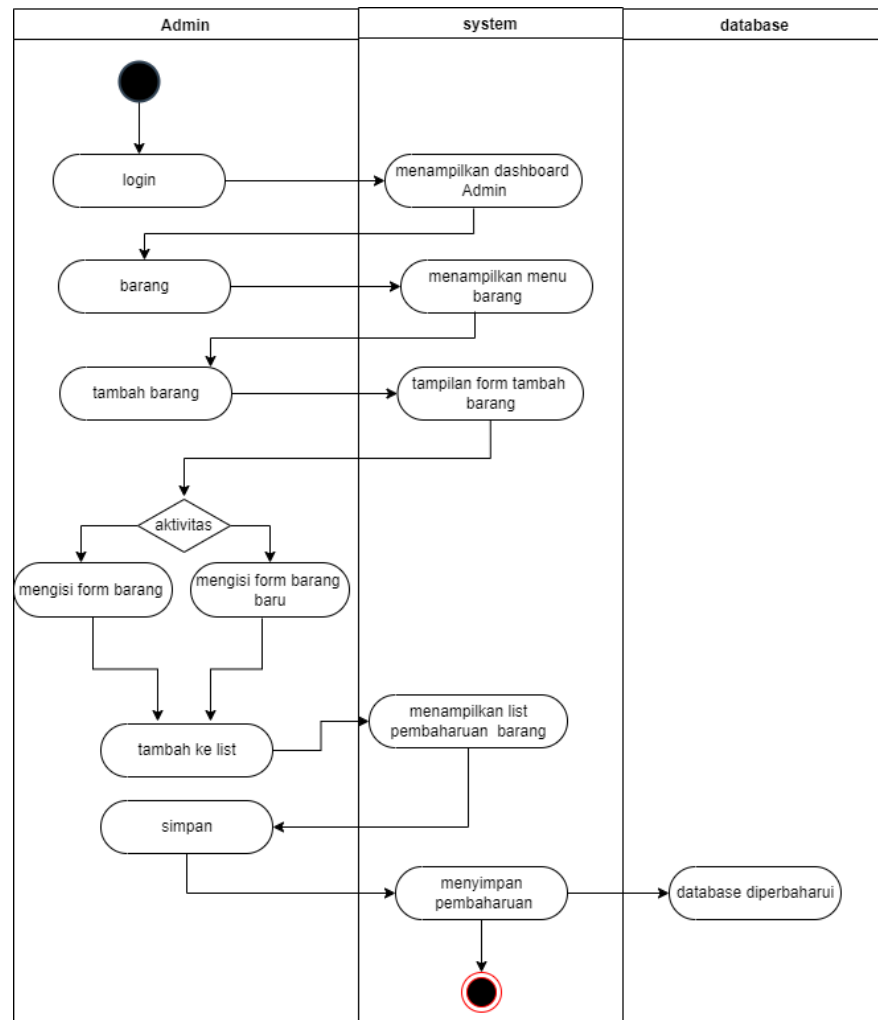 Admin
system
database
login
menampilkan dashboard
Admin
barang
menampilkan menu
barang
tambah barang
tampilan form tambah
barang
aktivitas
mengisi form barang
mengisi form barang
baru
tambah ke list
menampilkan list
pembaharuan barang
simpan
menyimpan
pembaharuan
database diperbaharui